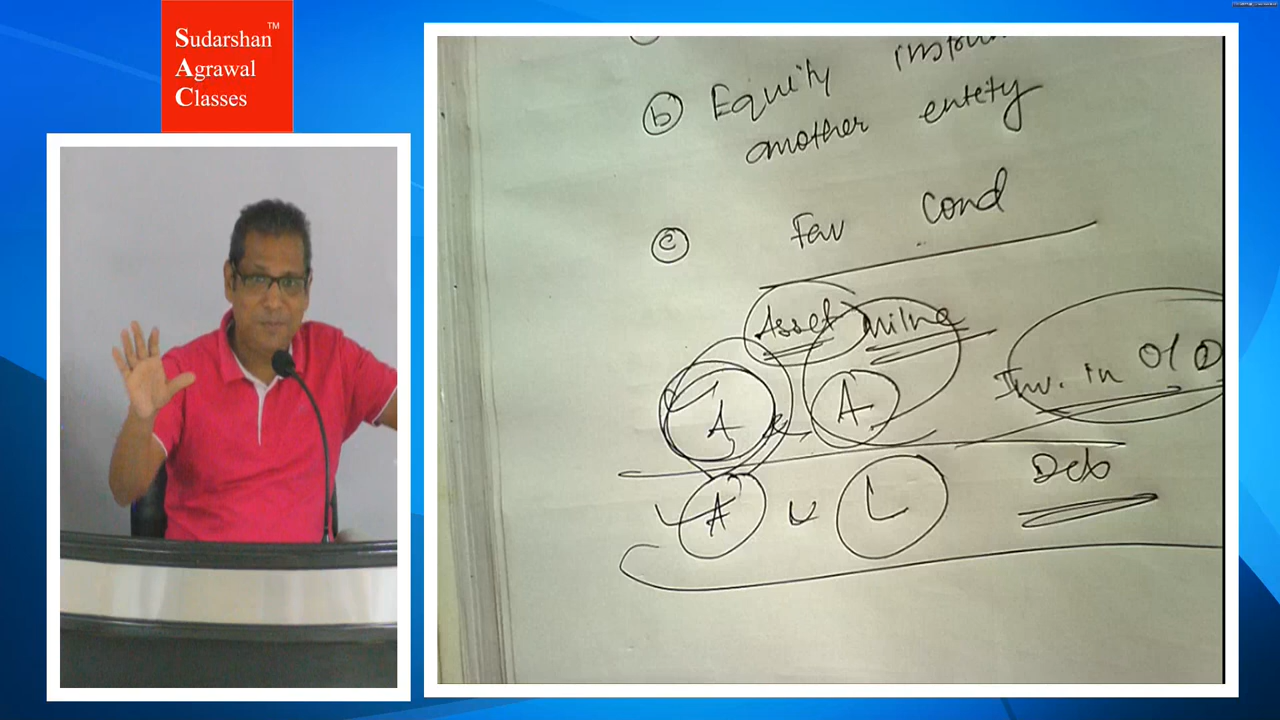 Sudarshan™
Agrawal
Classes
(b) Equity
another entity
(c) Fav Cond
Asset
A A
Inv. in
A L Deb